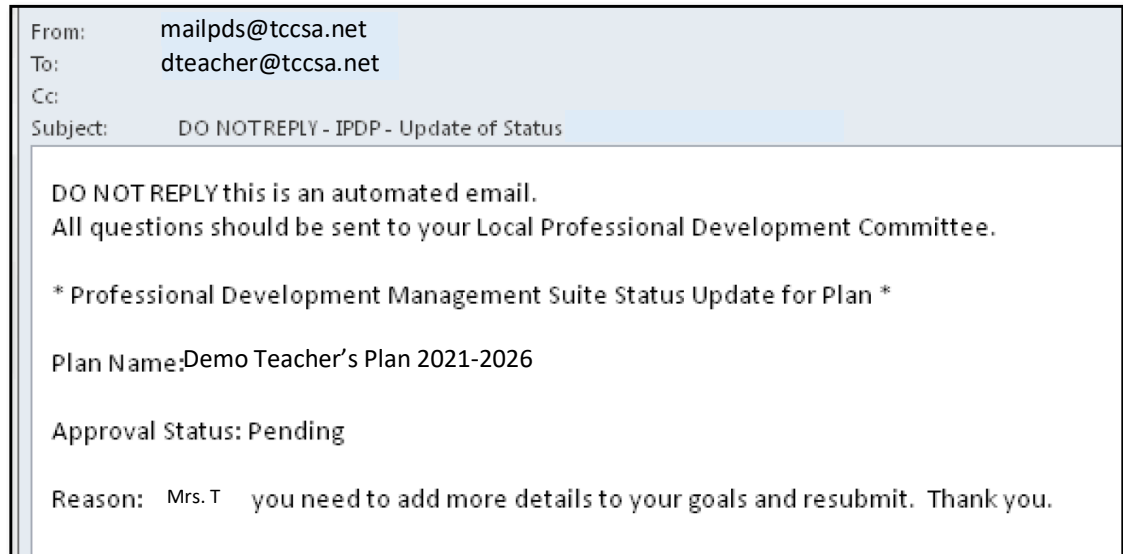 From: mailpds@tccsa.net
To: dteacher@tccsa.net
Cc:
Subject: DO NOTREPLY - IPDP - Update of Status
DO NOT REPLY this is an automated email.
All questions should be sent to your Local Professional Development Committee.
* Professional Development Management Suite Status Update for Plan *
Plan Name:Demo Teacher’s Plan 2021-2026
Approval Status: Pending
Reason: Mrs. T you need to add more details to your goals and resubmit. Thank you.